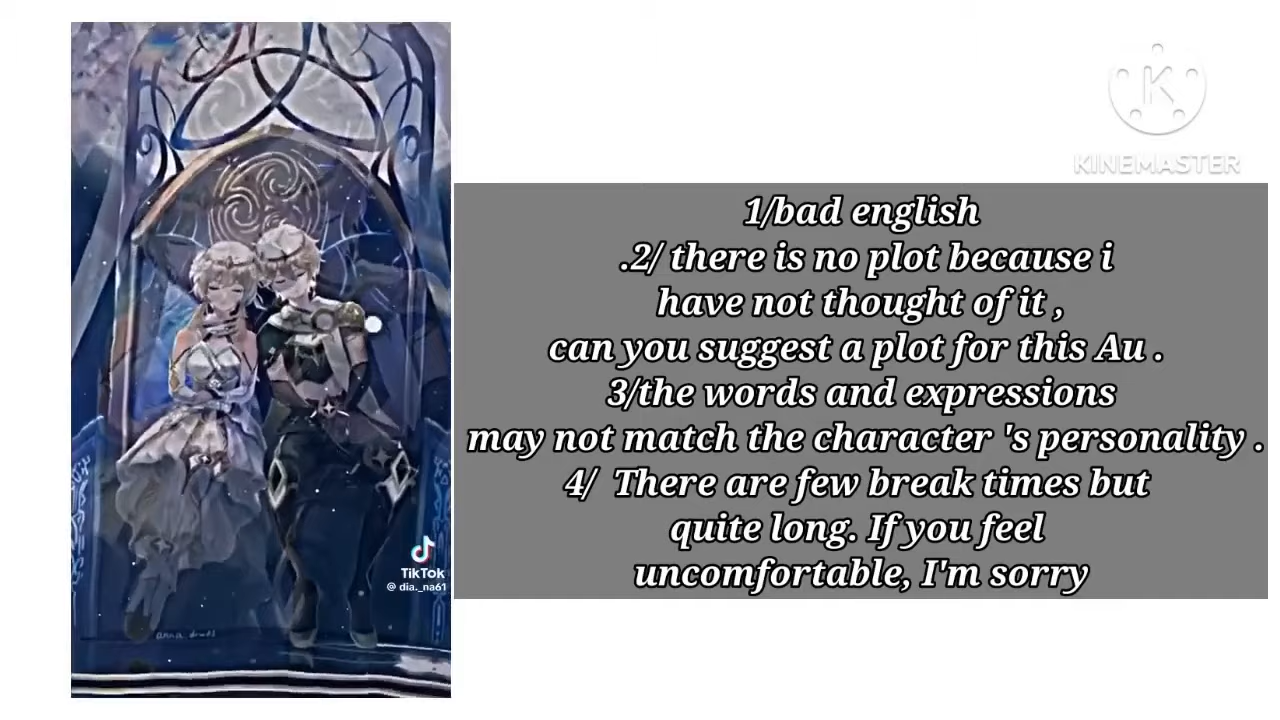 KINEMASTER
1/bad english
.2/ there is no plot because i
have not thought of it ,
can you suggest a plot for this Au .
3/the words and expressions
may not match the character 's personality .
4/  There are few break times but
quite long. If you feel
uncomfortable, I'm sorry
TikTok
@ dia._na61